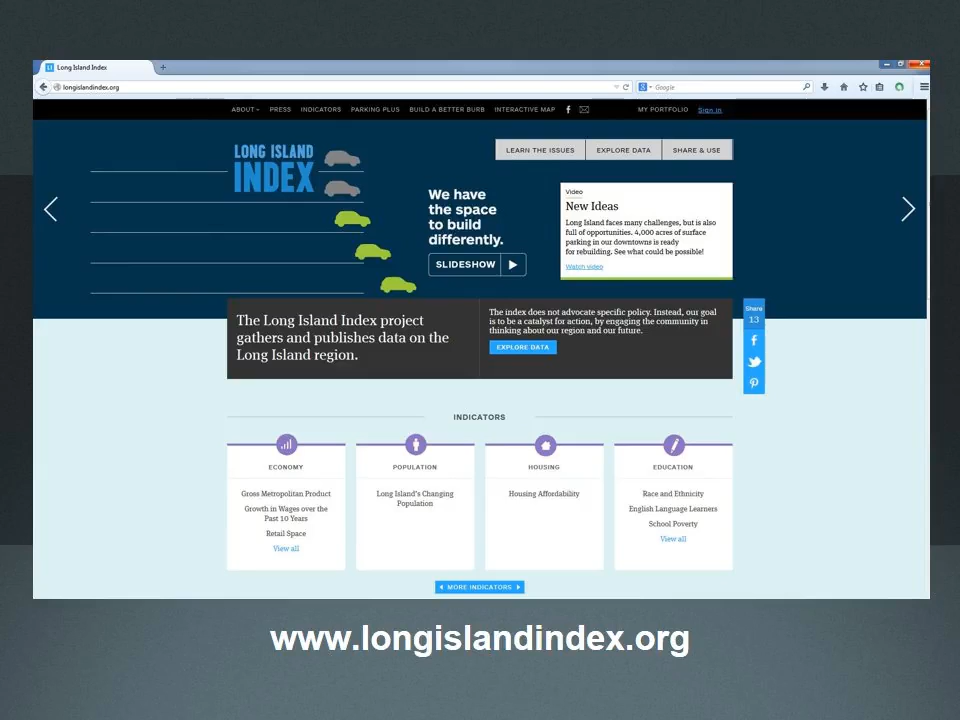 Long Island Index
longislandindex.org
Google
ABOUT
PRESS
INDICATORS
PARKING PLUS
BUILD A BETTER BURB
INTERACTIVE MAP
MY PORTFOLIO
Sign in
LONG ISLAND
INDEX
LEARN THE ISSUES
EXPLORE DATA
SHARE & USE
We have
the space
to build
differently.
SLIDESHOW
Video
New Ideas
Long Island faces many challenges, but is also
full of opportunities. 4,000 acres of surface
parking in our downtowns is ready
for rebuilding. See what could be possible!
Watch video
The Long Island Index project
gathers and publishes data on the
Long Island region.
The index does not advocate specific policy. Instead, our goal
is to be a catalyst for action, by engaging the community in
thinking about our region and our future.
EXPLORE DATA
Share
13
INDICATORS
ECONOMY
Gross Metropolitan Product
Growth in Wages over the
Past 10 Years
Retail Space
View all
POPULATION
Long Island's Changing
Population
HOUSING
Housing Affordability
EDUCATION
Race and Ethnicity
English Language Learners
School Poverty
View all
MORE INDICATORS
www.longislandindex.org